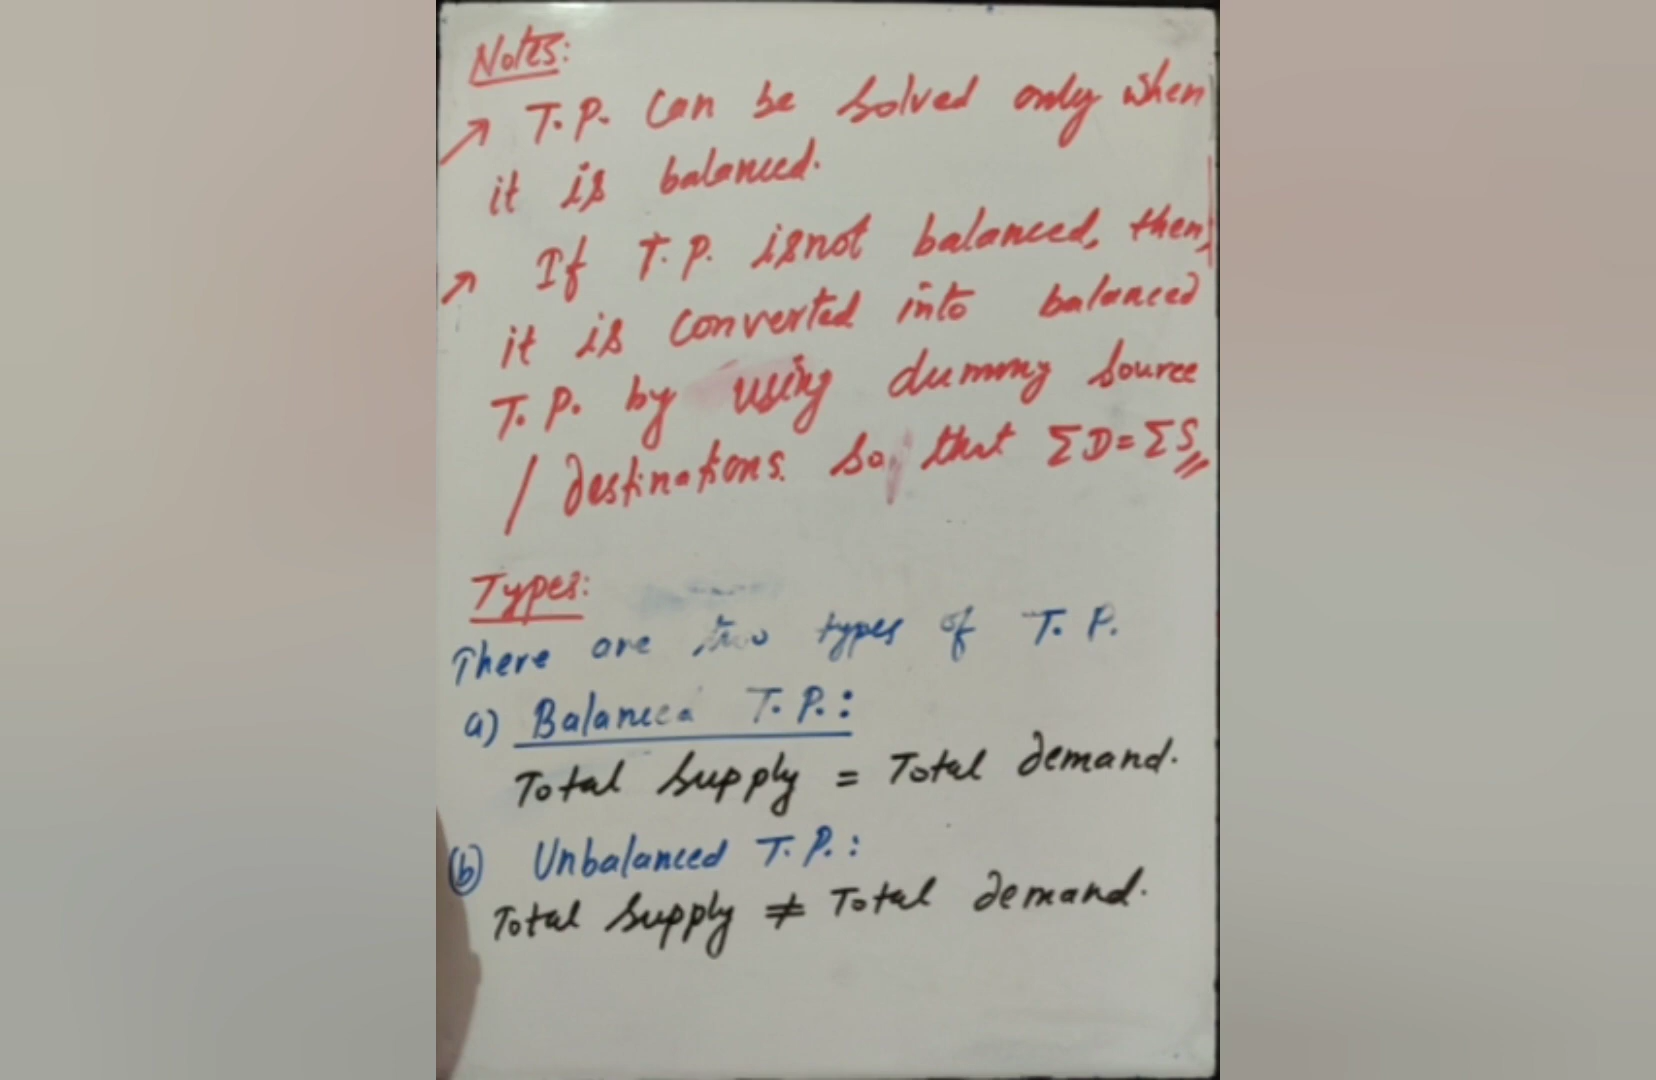 Notes:
→ T.P. can be solved only when
it is balanced.
→ If T.P. is not balanced, then,
it is converted into balanced
T.P. by using dummy source
/ destinations. so that ΣD=ΣS
Types:
There are two types of T.P.
a) Balanced T.P.:
Total supply = Total demand.
(b) Unbalanced T.P.:
Total supply ≠ Total demand.